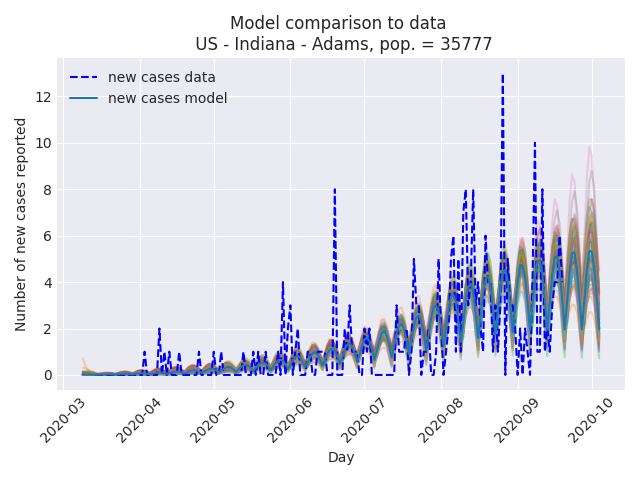 Model comparison to data
US - Indiana - Adams, pop. = 35777
new cases data
new cases model
Number of new cases reported
12
10
8
6
4
2
0
2020-03
2020-04
2020-05
2020-06
2020-07
2020-08
2020-09
2020-10
Day